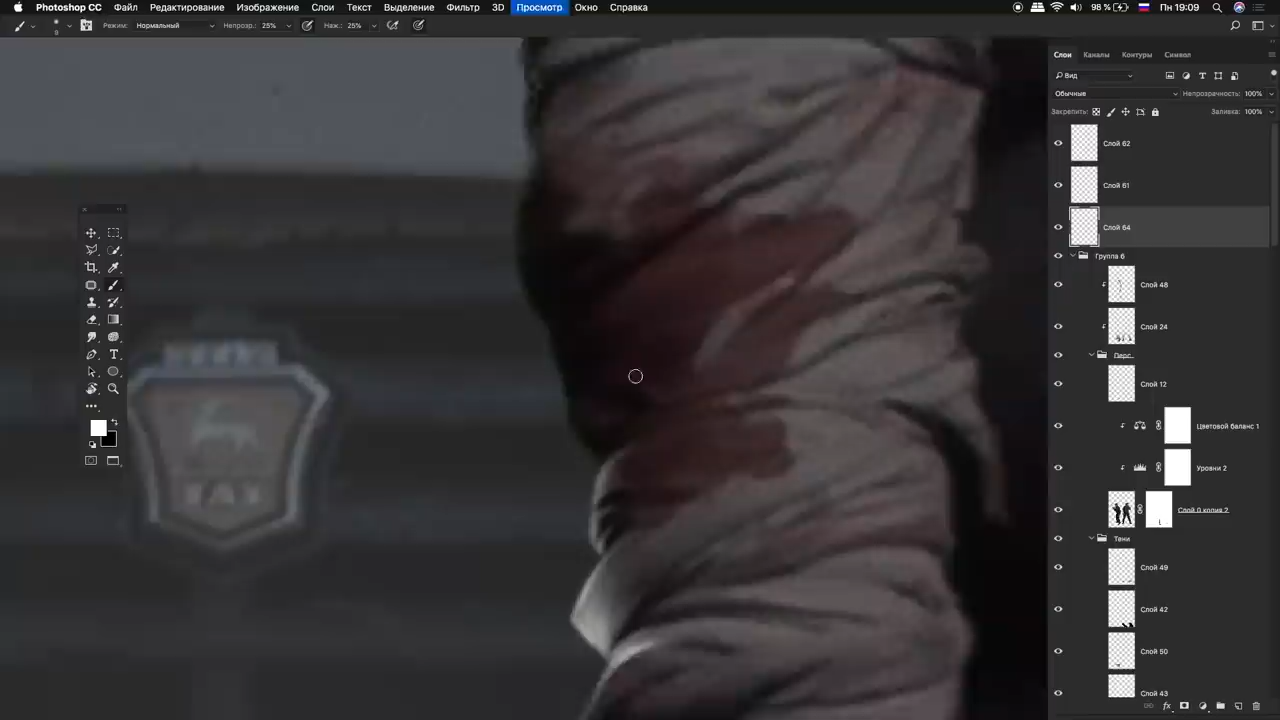 Photoshop CC Файл Редактирование Изображение Слои Текст Выделение Фильтр 3D Просмотр Окно Справка 98 % Пн 19:09
9 Режим: Нормальный Непрозр.: 25% Наж.: 25%
Слои Каналы Контуры Символ
Вид
Обычные Непрозрачность: 100%
Закрепить: Заливка: 100%
Слой 62
Слой 61
Слой 64
Группа 6
Слой 48
Слой 24
Перс...
Слой 12
Цветовой баланс 1
Уровни 2
Слой 0 копия 2
Тени
Слой 49
Слой 42
Слой 50
Слой 43
ГАЗ